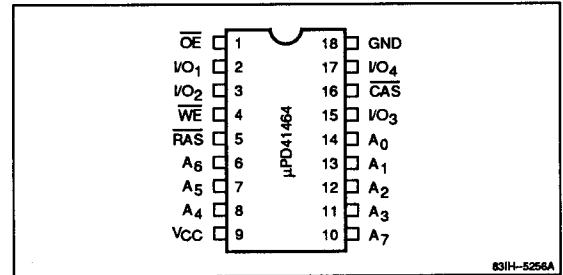 OE 1 18 GND
I/O1 2 17 I/O4
I/O2 3 16 CAS
WE 4 15 I/O3
RAS 5 14 A0
A6 6 13 A1
A5 7 12 A2
A4 8 11 A3
VCC 9 10 A7
μPD41464
83IH–5256A